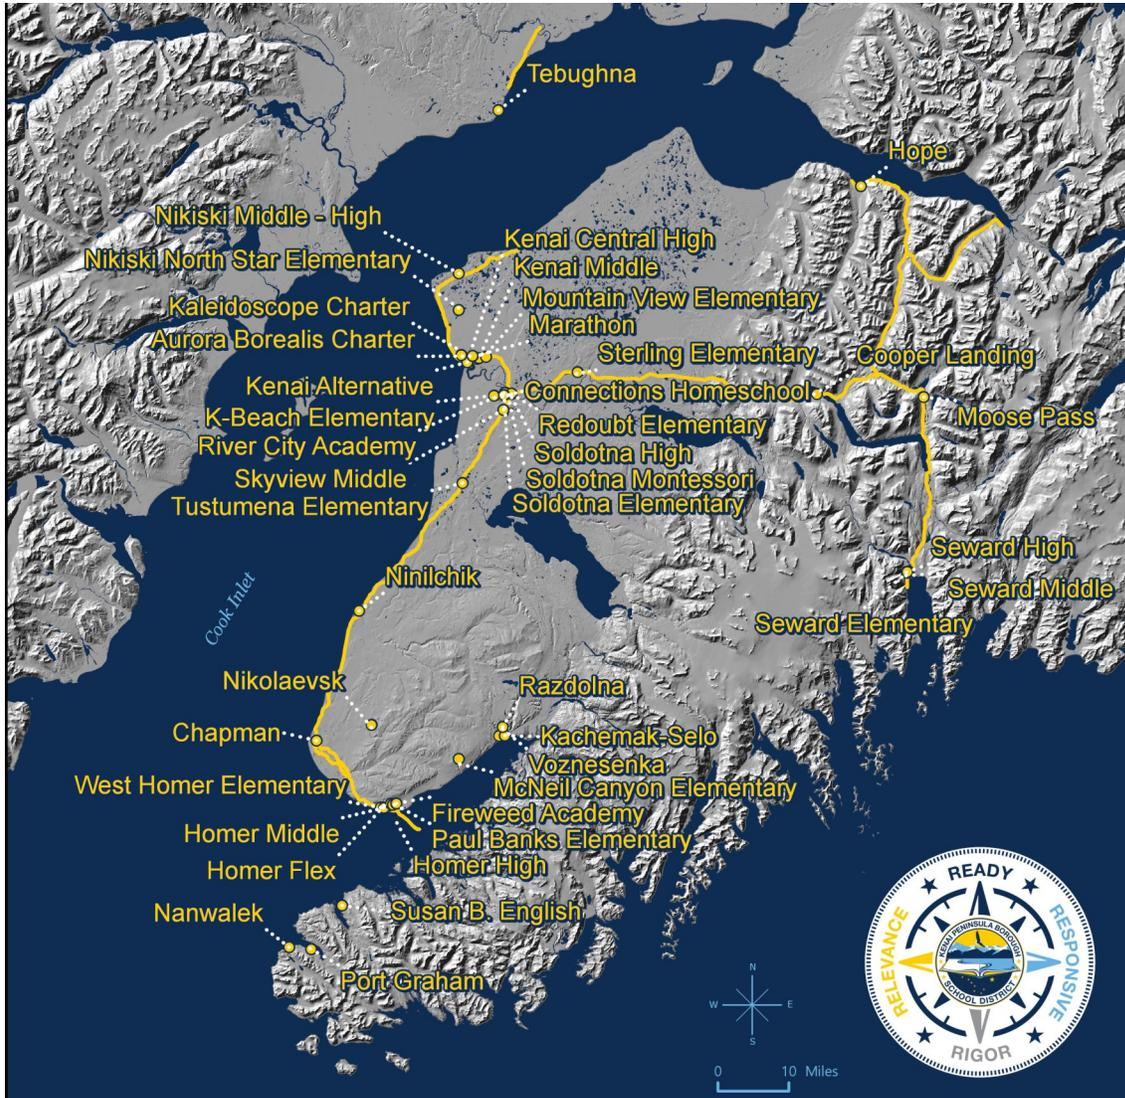 Tebughna
Hope
Nikiski Middle - High
Kenai Central High
Nikiski North Star Elementary
Kenai Middle
Mountain View Elementary
Kaleidoscope Charter
Marathon
Aurora Borealis Charter
Sterling Elementary
Cooper Landing
Kenai Alternative
Connections Homeschool
K-Beach Elementary
Moose Pass
Redoubt Elementary
River City Academy
Soldotna High
Skyview Middle
Soldotna Montessori
Tustumena Elementary
Soldotna Elementary
Seward High
Ninilchik
Seward Middle
Cook Inlet
Seward Elementary
Nikolaevsk
Razdolna
Chapman
Kachemak-Selo
Voznesenka
West Homer Elementary
McNeil Canyon Elementary
Fireweed Academy
Homer Middle
Paul Banks Elementary
Homer High
Homer Flex
Nanwalek
Susan B. English
Port Graham
READY
RELEVANCE
RESPONSIVE
KENAI PENINSULA BOROUGH
SCHOOL DISTRICT
RIGOR
N
W E
S
0 10 Miles